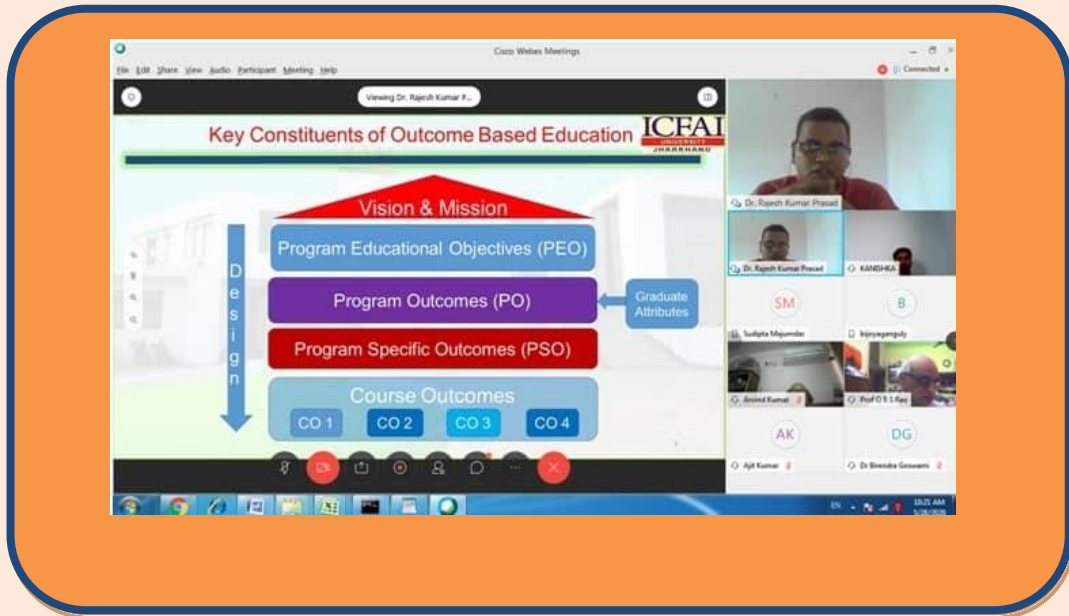 Cisco Webex Meetings
File Edit Share View Audio Participant Meeting Help
Connected
Viewing Dr. Rajesh Kumar P...
Key Constituents of Outcome Based Education
ICFAI
UNIVERSITY
JHARKHAND
Vision & Mission
Program Educational Objectives (PEO)
Program Outcomes (PO)
Graduate
Attributes
Program Specific Outcomes (PSO)
Course Outcomes
CO 1 CO 2 CO 3 CO 4
Design
Dr. Rajesh Kumar Prasad
Dr. Rajesh Kumar Prasad
KANISHKA
SM
B
Sudipta Majumdar
Arvind Kumar
Prof O R S Rao
AK
DG
Ajit Kumar
Dr Birendra Goswami
EN
10:21 AM